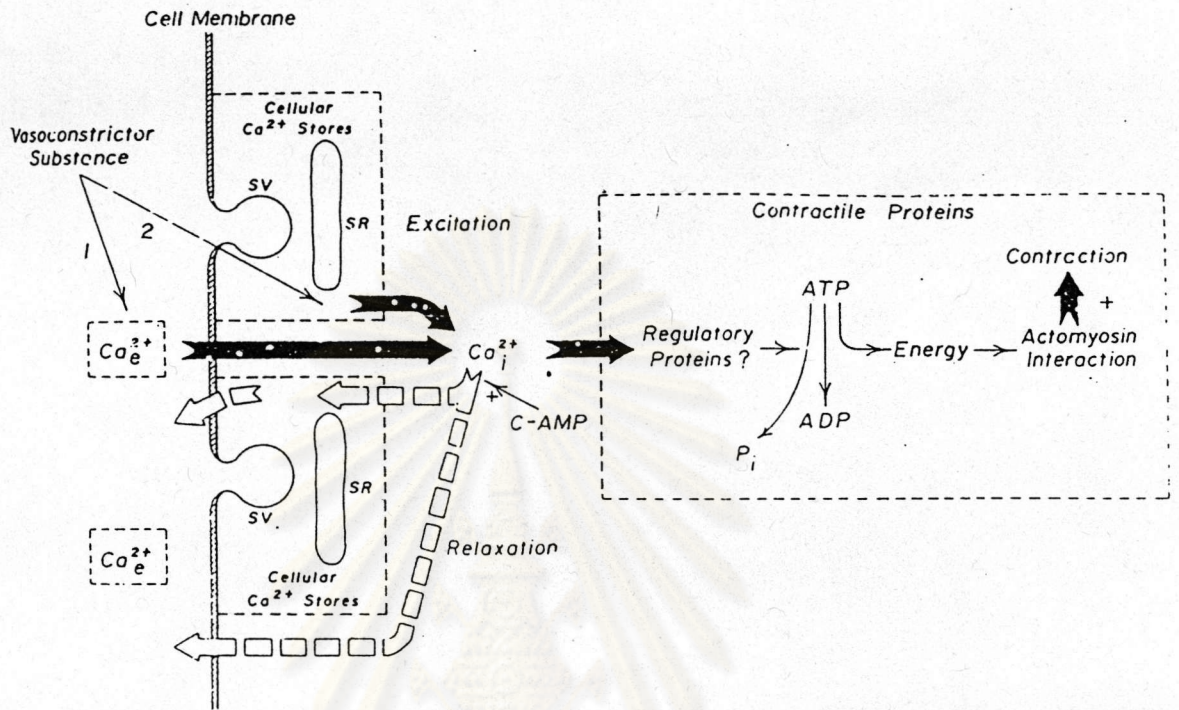 Cell Membrane
Cellular
Ca²⁺ Stores
Vasoconstrictor
Substance
SV
SR
Excitation
1
2
Ca²⁺e
Ca²⁺i
+
C-AMP
Contractile Proteins
Regulatory
Proteins ?
ATP
ADP
Pi
Energy
Contraction
+
Actomyosin
Interaction
SV
SR
Relaxation
Ca²⁺e
Cellular
Ca²⁺ Stores